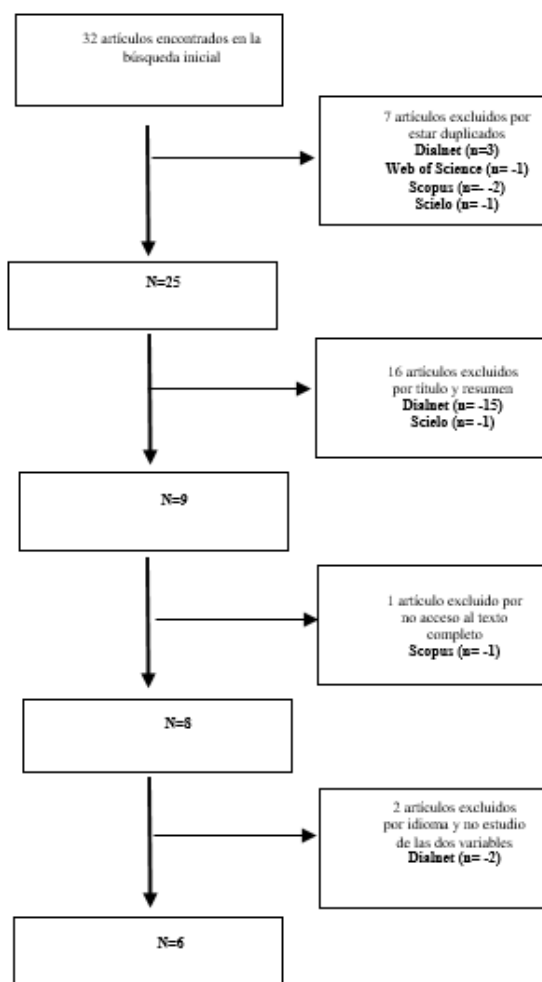 32 artículos encontrados en la
búsqueda inicial
7 artículos excluidos por
estar duplicados
Dialnet (n=3)
Web of Science (n= -1)
Scopus (n=- -2)
Scielo (n= -1)
N=25
16 artículos excluidos
por título y resumen
Dialnet (n= -15)
Scielo (n= -1)
N=9
1 artículo excluido por
no acceso al texto
completo
Scopus (n= -1)
N=8
2 artículos excluidos
por idioma y no estudio
de las dos variables
Dialnet (n= -2)
N=6